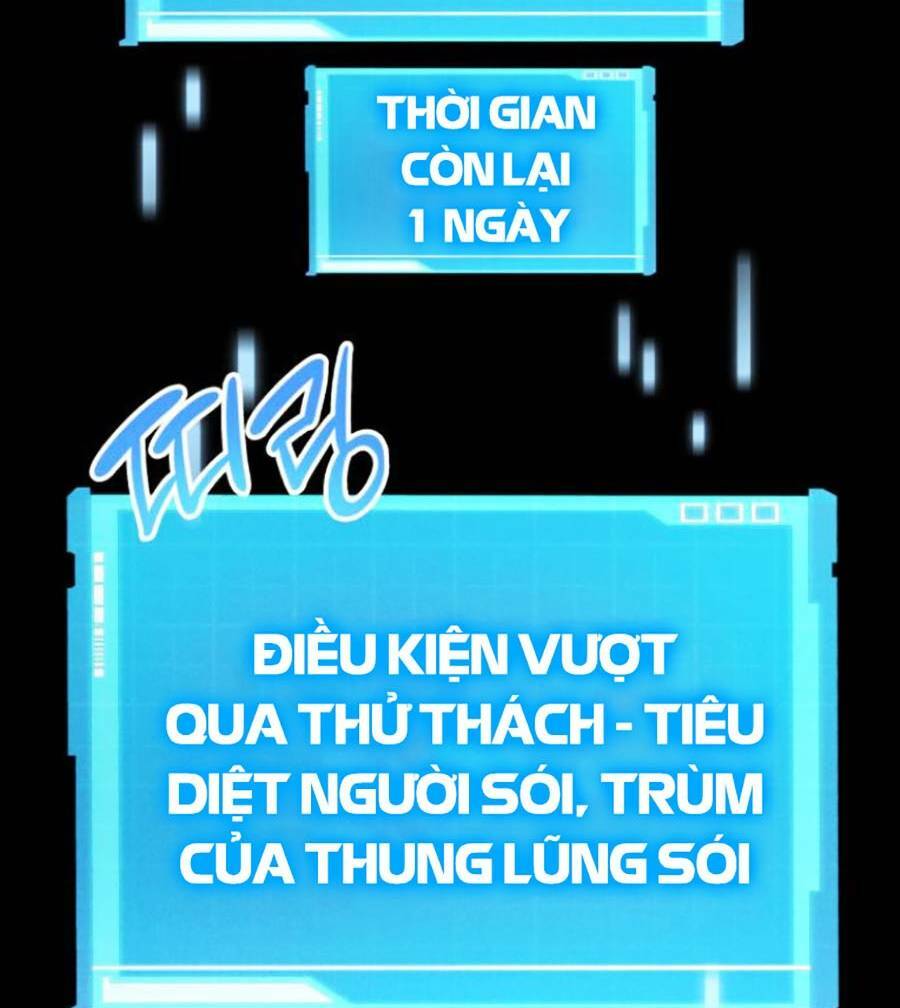 THỜI GIAN
CÒN LẠI
1 NGÀY
띠링
ĐIỀU KIỆN VƯỢT
QUA THỬ THÁCH - TIÊU
DIỆT NGƯỜI SÓI, TRÙM
CỦA THUNG LŨNG SÓI